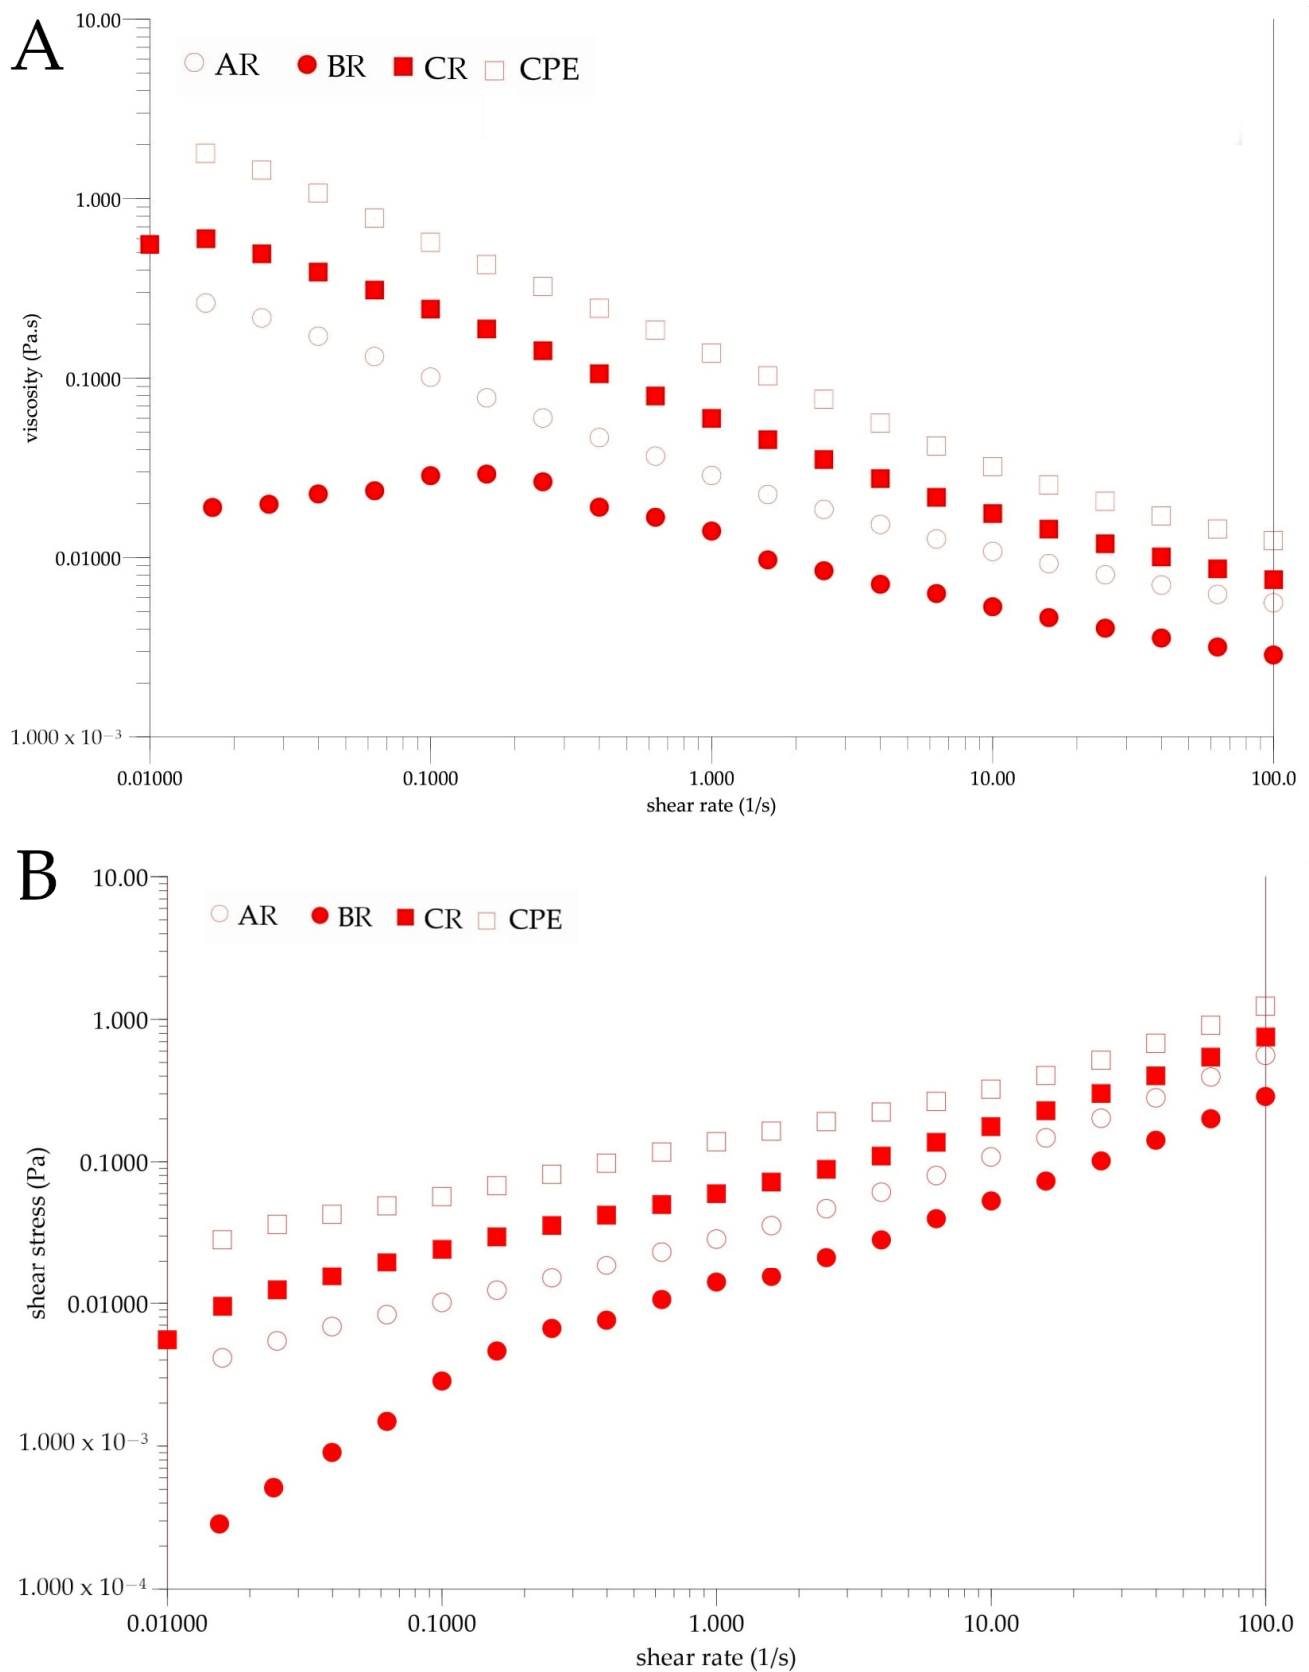 A
10.00
AR BR CR CPE
1.000
0.1000
0.01000
1.000 x 10⁻³
viscosity (Pa.s)
0.01000 0.1000 1.000 10.00 100.0
shear rate (1/s)
B
10.00
AR BR CR CPE
1.000
0.1000
0.01000
1.000 x 10⁻³
1.000 x 10⁻⁴
shear stress (Pa)
0.01000 0.1000 1.000 10.00 100.0
shear rate (1/s)